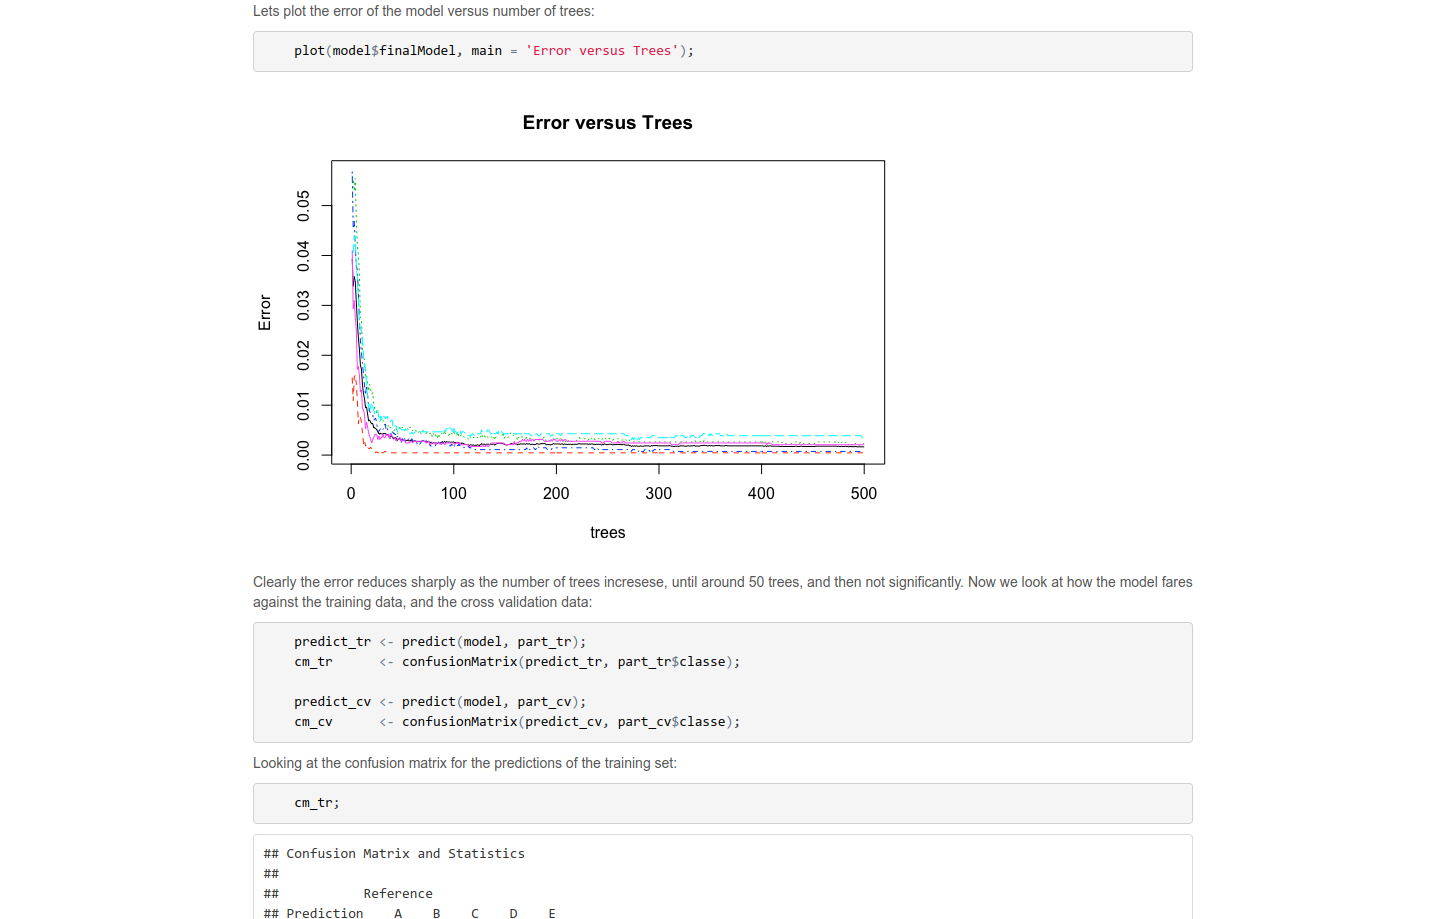 Lets plot the error of the model versus number of trees:
plot(model$finalModel, main = 'Error versus Trees');
Error versus Trees
Error
0.05
0.04
0.03
0.02
0.01
0.00
0 100 200 300 400 500
trees
Clearly the error reduces sharply as the number of trees incresese, until around 50 trees, and then not significantly. Now we look at how the model fares
against the training data, and the cross validation data:
predict_tr <- predict(model, part_tr);
cm_tr      <- confusionMatrix(predict_tr, part_tr$classe);
predict_cv <- predict(model, part_cv);
cm_cv      <- confusionMatrix(predict_cv, part_cv$classe);
Looking at the confusion matrix for the predictions of the training set:
cm_tr;
## Confusion Matrix and Statistics
##
##           Reference
## Prediction    A    B    C    D    E